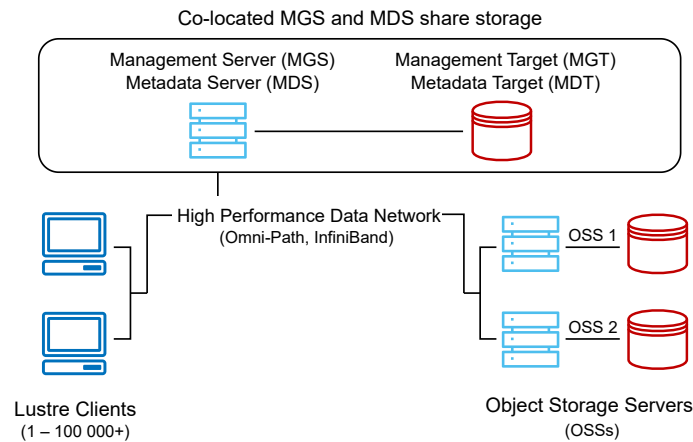 Co-located MGS and MDS share storage
Management Server (MGS)
Metadata Server (MDS)
Management Target (MGT)
Metadata Target (MDT)
High Performance Data Network
(Omni-Path, InfiniBand)
OSS 1
OSS 2
Lustre Clients
(1 – 100 000+)
Object Storage Servers
(OSSs)